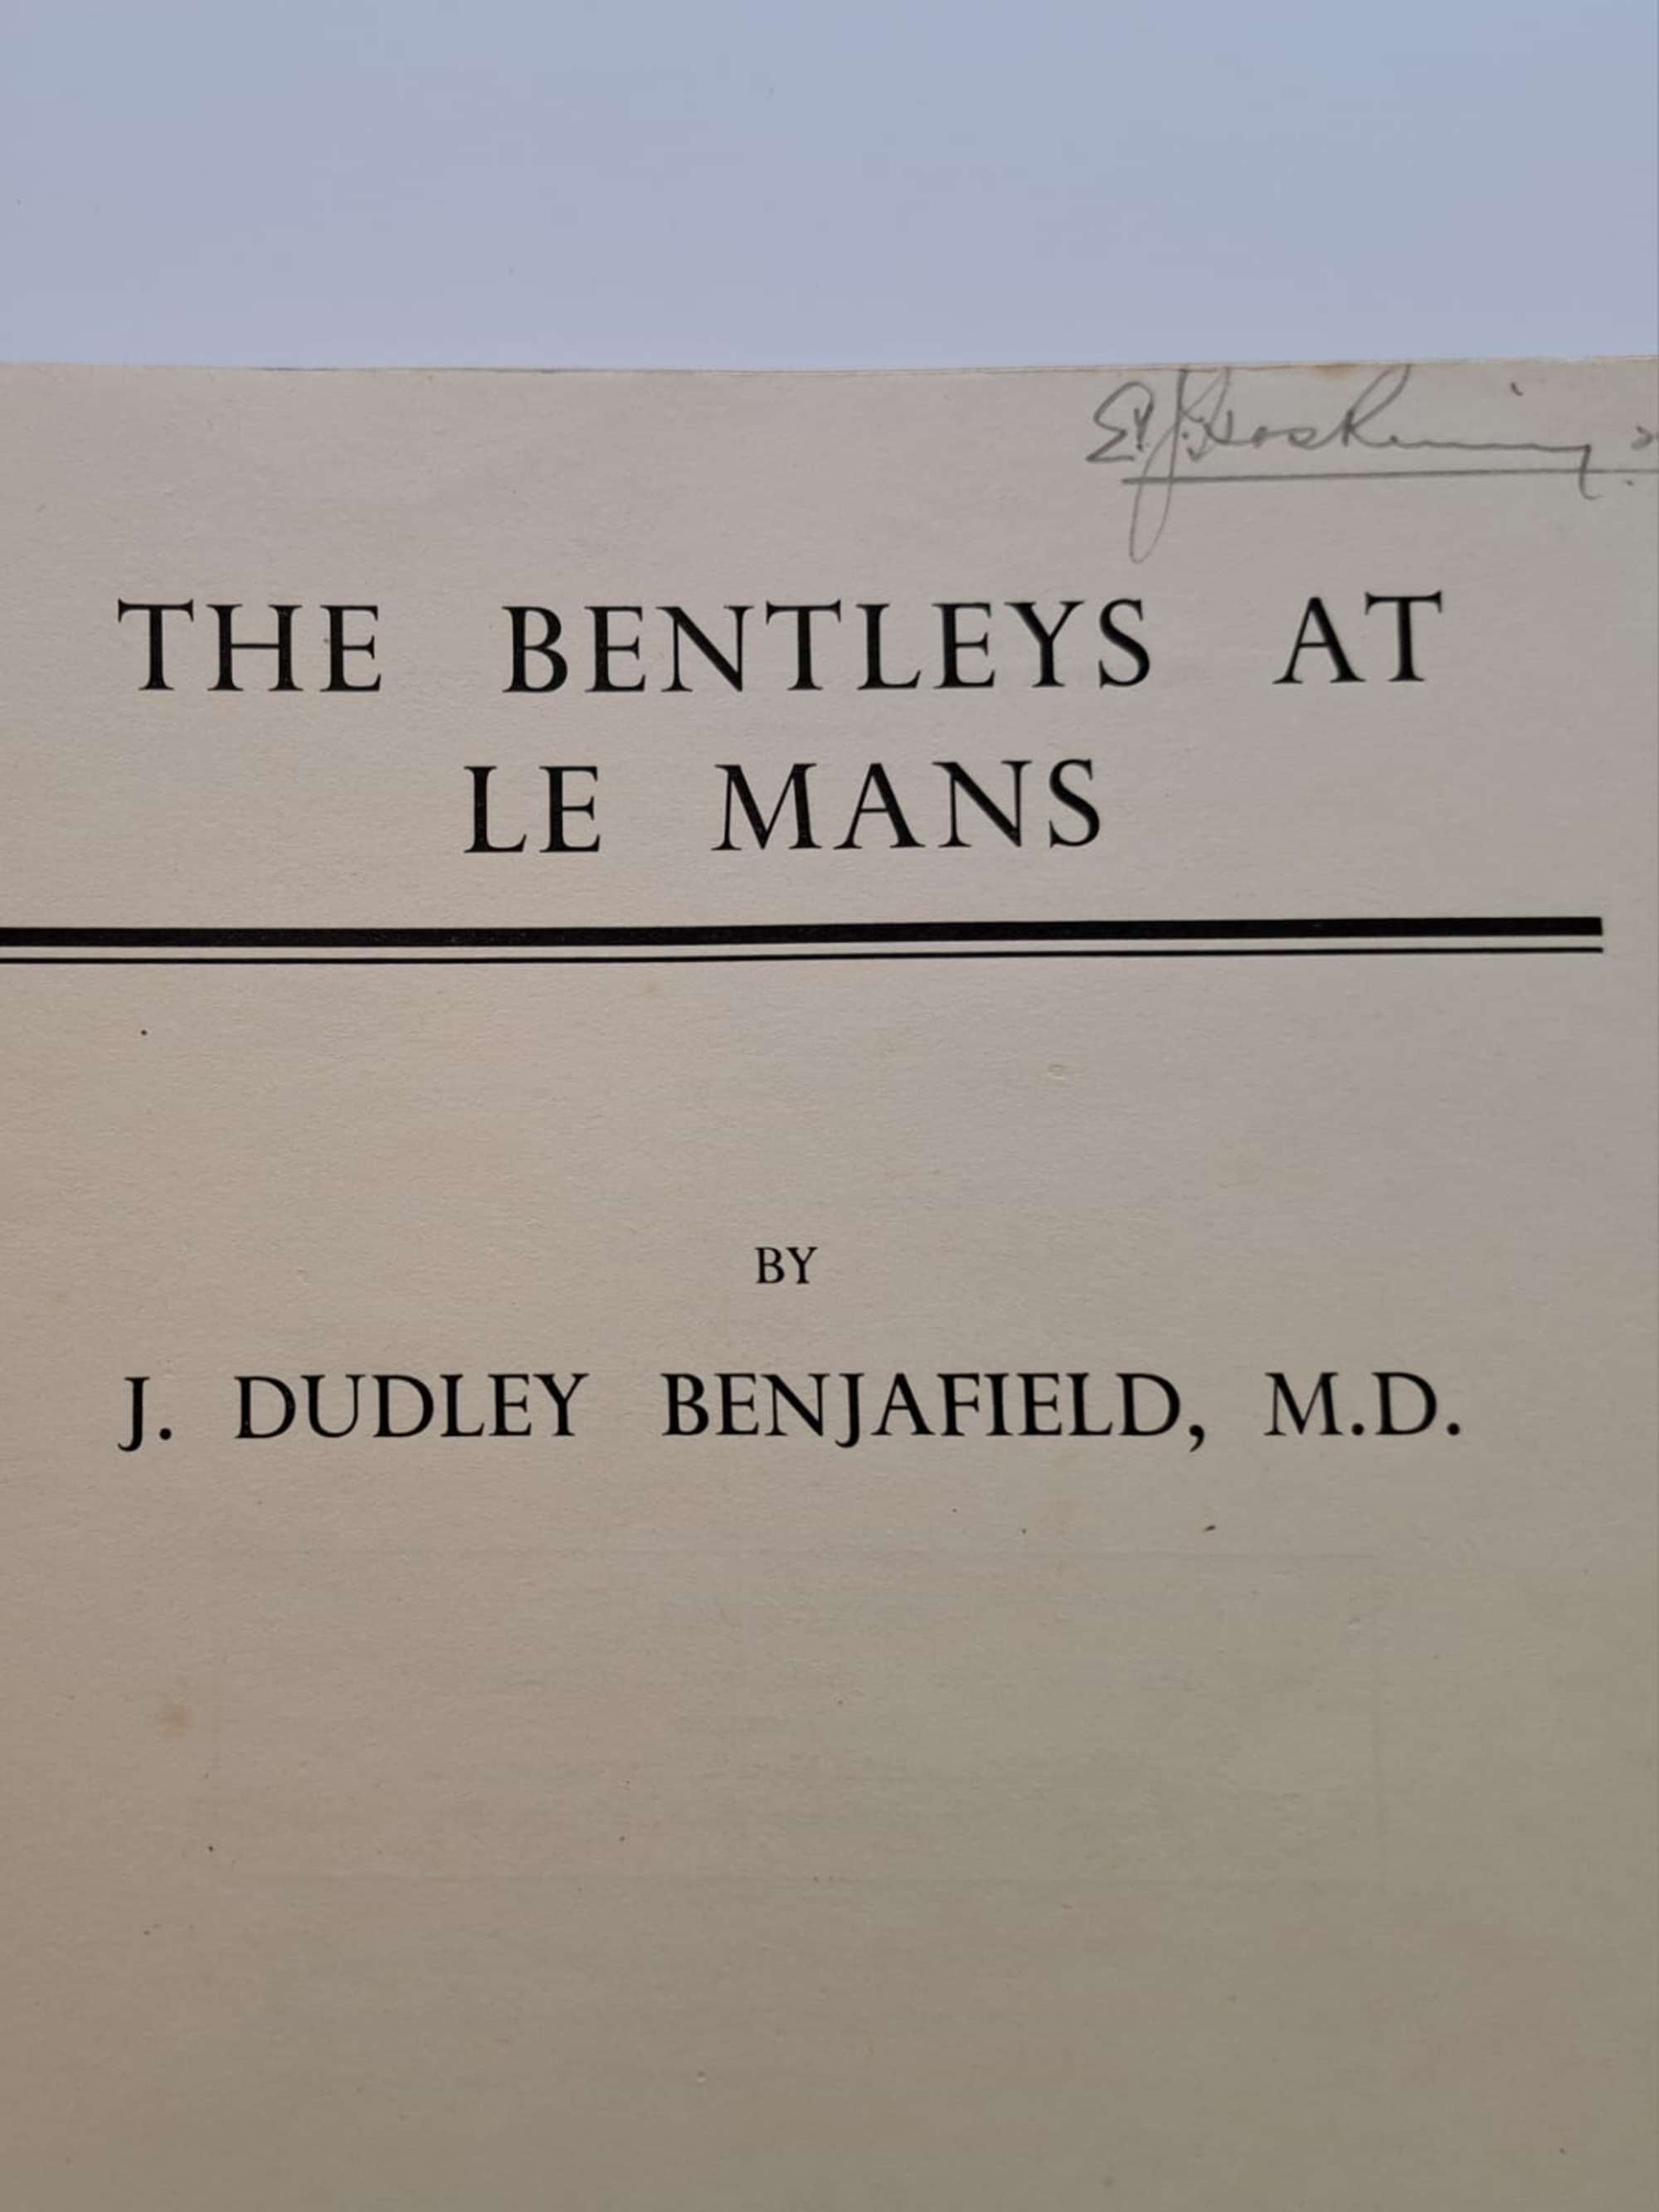 THE BENTLEYS AT
LE MANS
BY
J. DUDLEY BENJAFIELD, M.D.